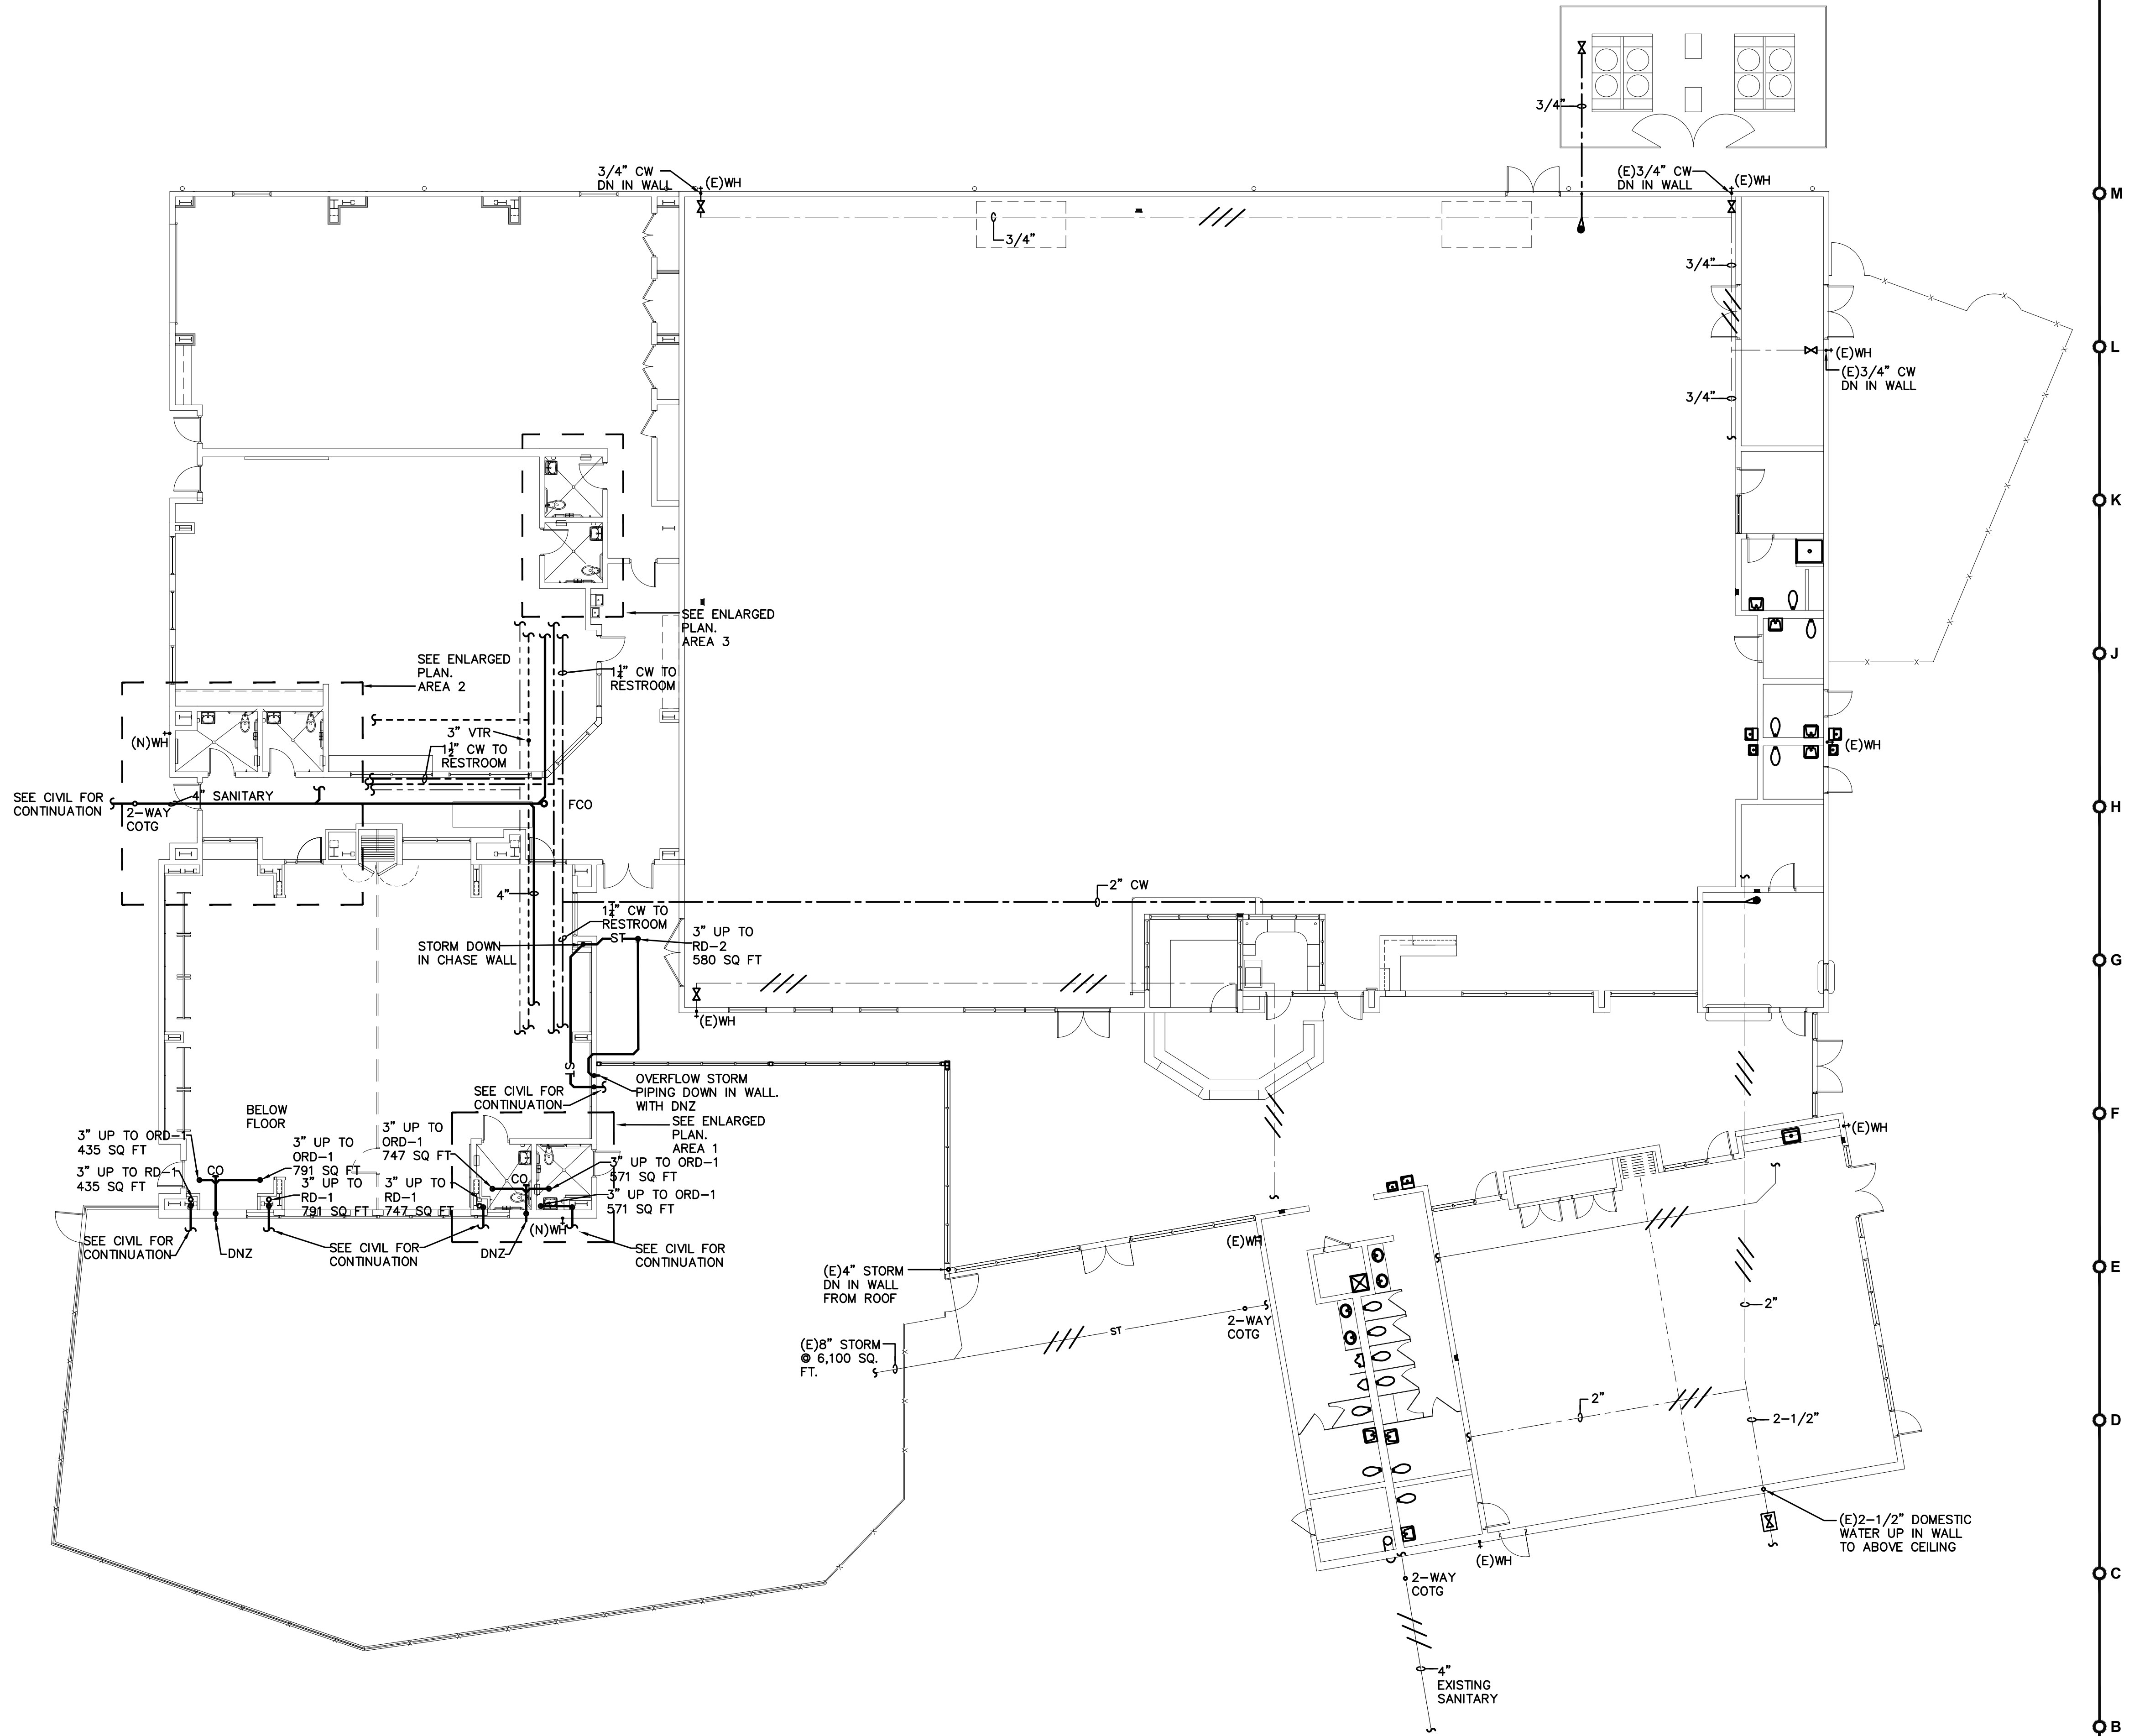 3/4"
3/4" CW
DN IN WALL
(E)WH
(E)3/4" CW
DN IN WALL
(E)WH
M
3/4"
3/4"
L
(E)WH
(E)3/4" CW
DN IN WALL
3/4"
K
SEE ENLARGED
PLAN.
AREA 3
J
SEE ENLARGED
PLAN.
AREA 2
1¼" CW TO
RESTROOM
(N)WH
3" VTR
1½" CW TO
RESTROOM
(E)WH
SEE CIVIL FOR
CONTINUATION
4" SANITARY
2-WAY
COTG
FCO
H
4"
2" CW
1¼" CW TO
RESTROOM
ST
STORM DOWN
IN CHASE WALL
3" UP TO
RD-2
580 SQ FT
G
(E)WH
ST
SEE CIVIL FOR
CONTINUATION
OVERFLOW STORM
PIPING DOWN IN WALL.
WITH DNZ
BELOW
FLOOR
SEE ENLARGED
PLAN.
AREA 1
F
(E)WH
3" UP TO ORD-1
435 SQ FT
3" UP TO
ORD-1
791 SQ FT
3" UP TO
ORD-1
747 SQ FT
3" UP TO ORD-1
571 SQ FT
CO
CO
3" UP TO RD-1
435 SQ FT
3" UP TO
RD-1
791 SQ FT
3" UP TO
RD-1
747 SQ FT
3" UP TO ORD-1
571 SQ FT
(N)WH
SEE CIVIL FOR
CONTINUATION
DNZ
SEE CIVIL FOR
CONTINUATION
DNZ
SEE CIVIL FOR
CONTINUATION
(E)WH
(E)4" STORM
DN IN WALL
FROM ROOF
E
2"
2-WAY
COTG
ST
(E)8" STORM
@ 6,100 SQ.
FT.
2"
2-1/2"
D
(E)2-1/2" DOMESTIC
WATER UP IN WALL
TO ABOVE CEILING
(E)WH
2-WAY
COTG
C
4"
EXISTING
SANITARY
B